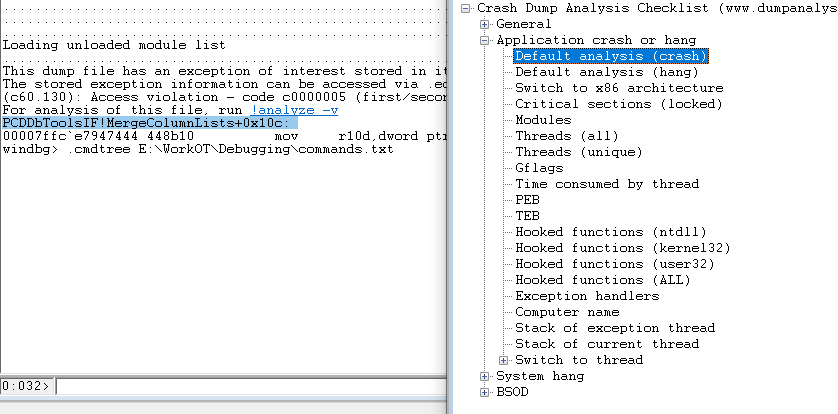 Loading unloaded module list
This dump file has an exception of interest stored in it
The stored exception information can be accessed via .ec
(c60.130): Access violation - code c0000005 (first/secon
For analysis of this file, run !analyze -v
PCDDbToolsIF!MergeColumnLists+0x10c:
00007ffc`e7947444 448b10 mov r10d,dword ptr
windbg> .cmdtree E:\WorkOT\Debugging\commands.txt
0:032>
Crash Dump Analysis Checklist (www.dumpanalys
General
Application crash or hang
Default analysis (crash)
Default analysis (hang)
Switch to x86 architecture
Critical sections (locked)
Modules
Threads (all)
Threads (unique)
Gflags
Time consumed by thread
PEB
TEB
Hooked functions (ntdll)
Hooked functions (kernel32)
Hooked functions (user32)
Hooked functions (ALL)
Exception handlers
Computer name
Stack of exception thread
Stack of current thread
Switch to thread
System hang
BSOD